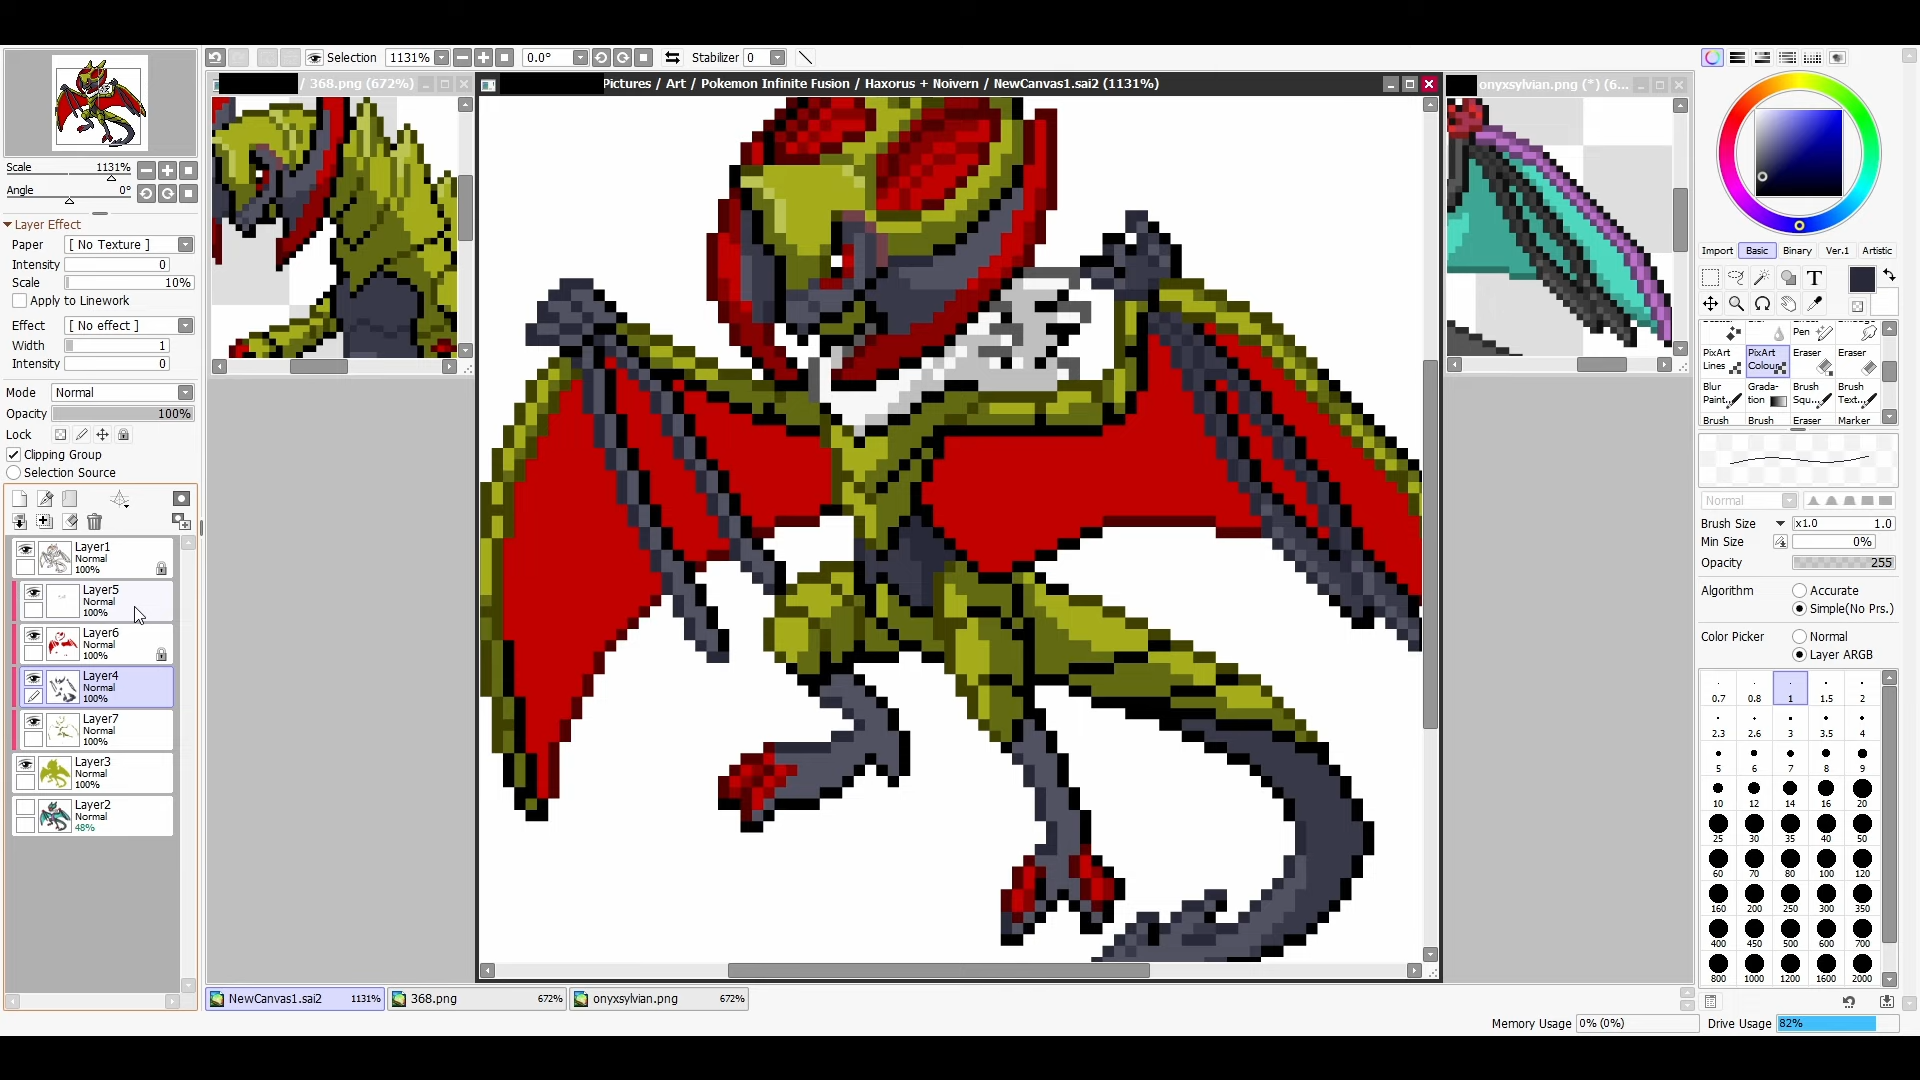 Selection
1131%
0.0°
Stabilizer 0
/ 368.png (672%)
Pictures / Art / Pokemon Infinite Fusion / Haxorus + Noivern / NewCanvas1.sai2 (1131%)
onyxsylvian.png (*) (6...
Scale 1131%
Angle 0°
Layer Effect
Paper [ No Texture ]
Intensity 0
Scale 10%
Apply to Linework
Effect [ No effect ]
Width 1
Intensity 0
Mode Normal
Opacity 100%
Lock
Clipping Group
Selection Source
Layer1
Normal
100%
Layer5
Normal
100%
Layer6
Normal
100%
Layer4
Normal
100%
Layer7
Normal
100%
Layer3
Normal
100%
Layer2
Normal
48%
Import Basic Binary Ver.1 Artistic
T
Pen
PixArt Lines
PixArt Colour
Eraser
Eraser
Blur Paint...
Grada-tion
Brush Squ...
Brush Text...
Brush
Brush
Eraser
Marker
Normal
Brush Size x1.0 1.0
Min Size 0%
Opacity 255
Algorithm Accurate
Simple(No Prs.)
Color Picker Normal
Layer ARGB
0.7 0.8 1 1.5 2
2.3 2.6 3 3.5 4
5 6 7 8 9
10 12 14 16 20
25 30 35 40 50
60 70 80 100 120
160 200 250 300 350
400 450 500 600 700
800 1000 1200 1600 2000
NewCanvas1.sai2 1131%
368.png 672%
onyxsylvian.png 672%
Memory Usage 0% (0%)
Drive Usage 82%